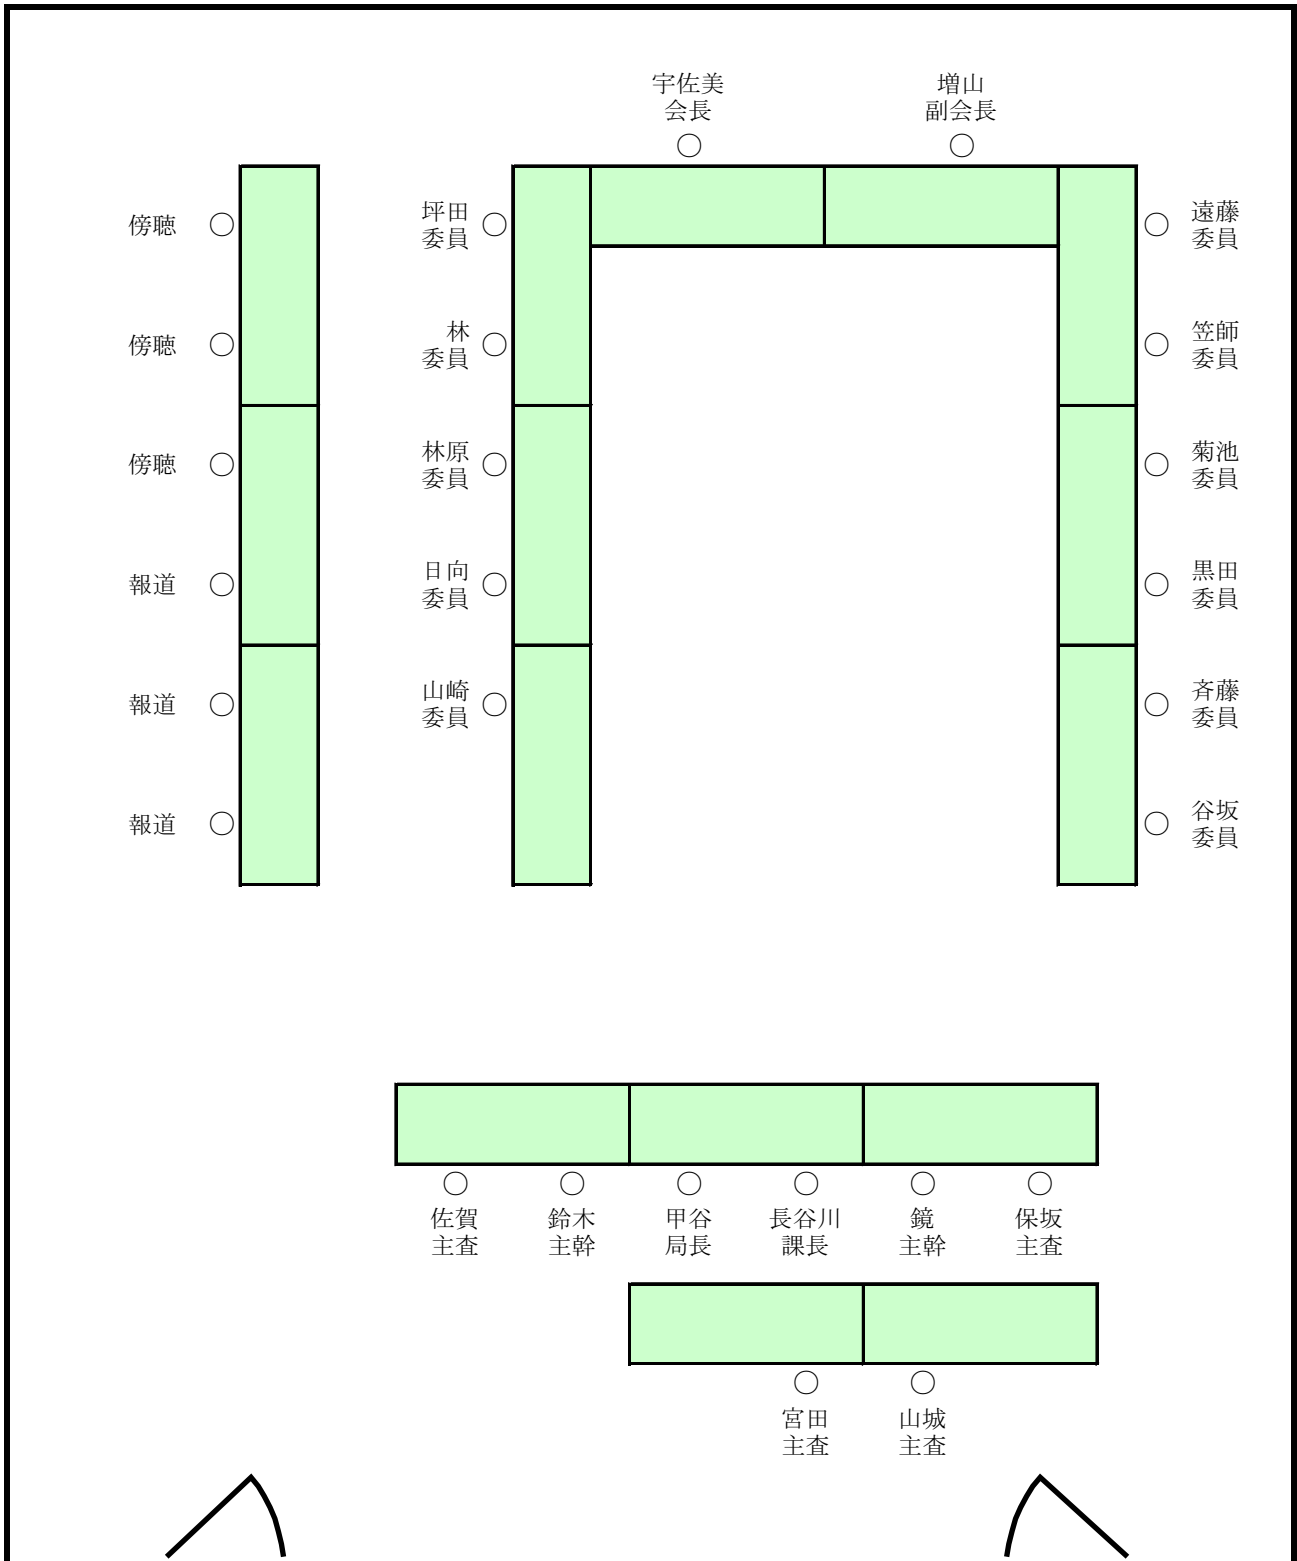 宇佐美
会長
増山
副会長
傍聴
坪田
委員
遠藤
委員
傍聴
林
委員
笠師
委員
傍聴
林原
委員
菊池
委員
報道
日向
委員
黒田
委員
報道
山崎
委員
斉藤
委員
報道
谷坂
委員
佐賀
主査
鈴木
主幹
甲谷
局長
長谷川
課長
鏡
主幹
保坂
主査
宮田
主査
山城
主査